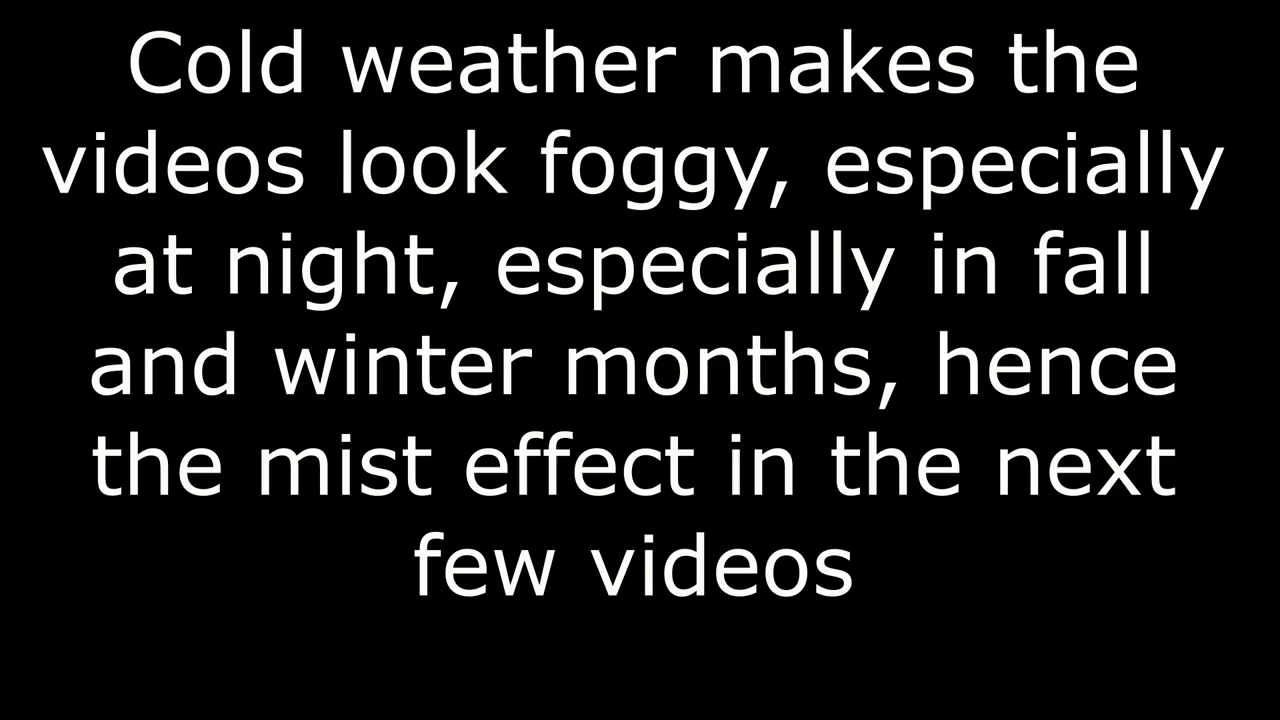 Cold weather makes the
videos look foggy, especially
at night, especially in fall
and winter months, hence
the mist effect in the next
few videos